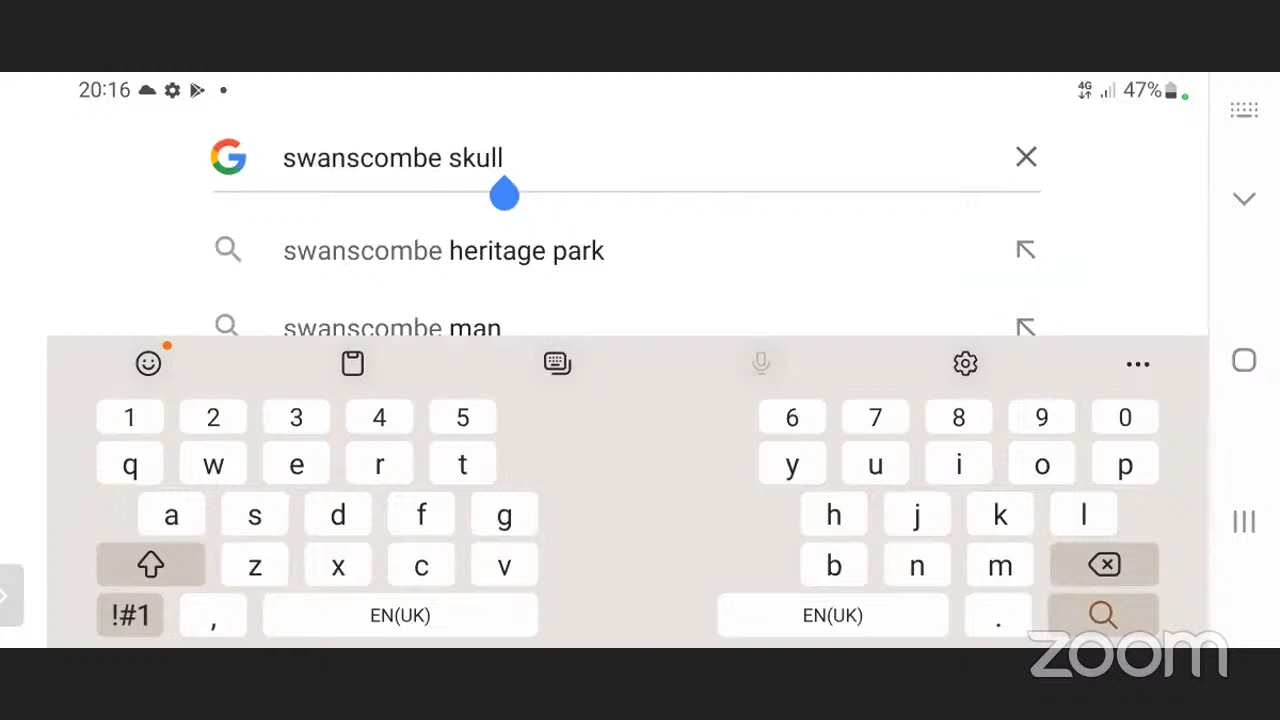 20:16 4G 47%
swanscombe skull
swanscombe heritage park
swanscombe man
1 2 3 4 5 6 7 8 9 0
q w e r t y u i o p
a s d f g h j k l
z x c v b n m
!#1 , EN(UK) EN(UK) .
zoom